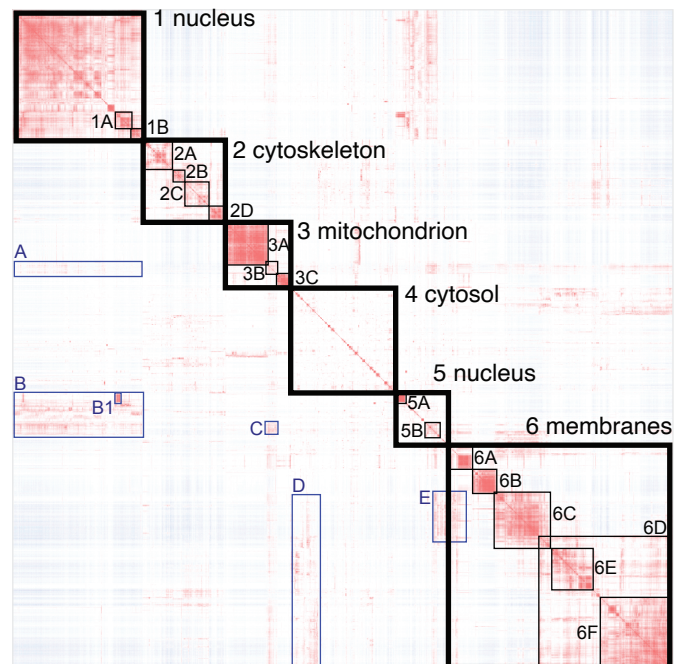 1 nucleus
1A
1B
2A
2 cytoskeleton
2B
2C
2D
3 mitochondrion
3A
A
3B
3C
4 cytosol
5 nucleus
B
5A
B1
C
5B
6 membranes
6A
6B
D
E
6C
6D
6E
6F